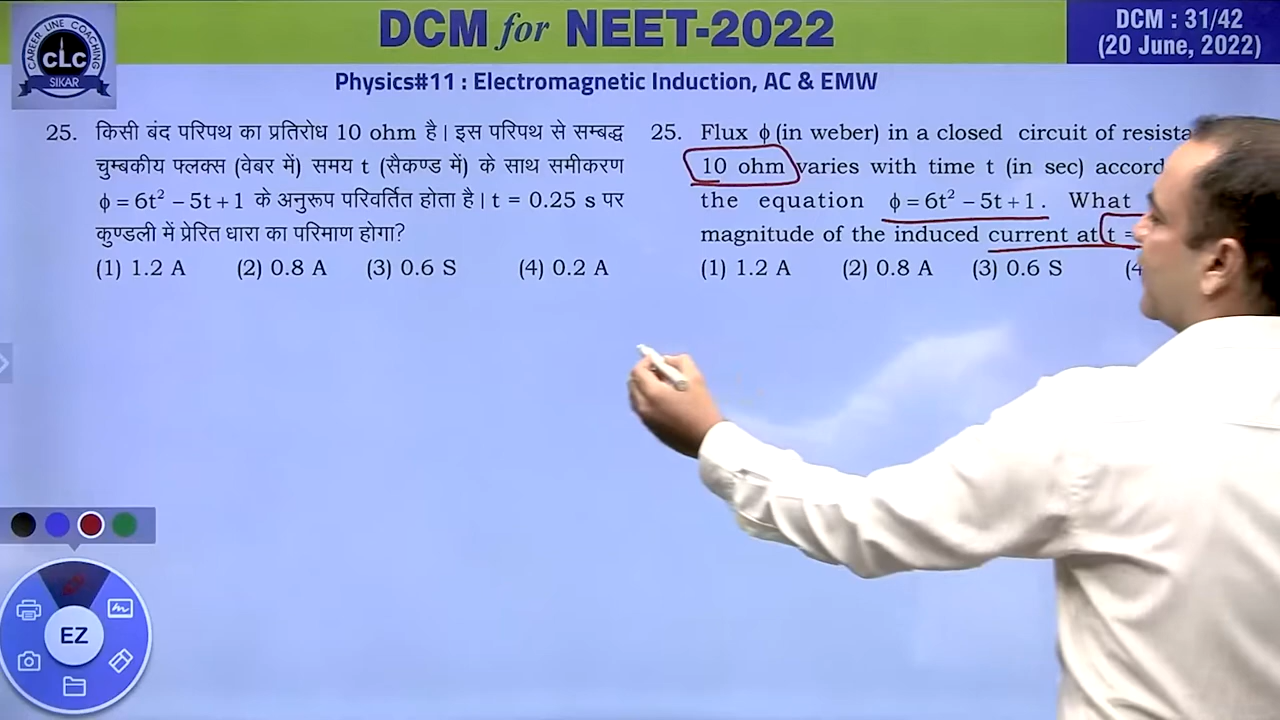 DCM for NEET-2022
DCM : 31/42
(20 June, 2022)
CAREER LINE COACHING
CLC
SIKAR
Physics#11 : Electromagnetic Induction, AC & EMW
25. किसी बंद परिपथ का प्रतिरोध 10 ohm है। इस परिपथ से सम्बद्ध
चुम्बकीय फ्लक्स (वेबर में) समय t (सैकण्ड में) के साथ समीकरण
ϕ = 6t² − 5t + 1 के अनुरूप परिवर्तित होता है। t = 0.25 s पर
कुण्डली में प्रेरित धारा का परिमाण होगा?
(1) 1.2 A (2) 0.8 A (3) 0.6 S (4) 0.2 A
25. Flux ϕ (in weber) in a closed circuit of
10 ohm varies with time t (in sec)
the equation ϕ = 6t² − 5t + 1. What
magnitude of the induced current at t =
(1) 1.2 A (2) 0.8 A (3) 0.6 S (4
EZ